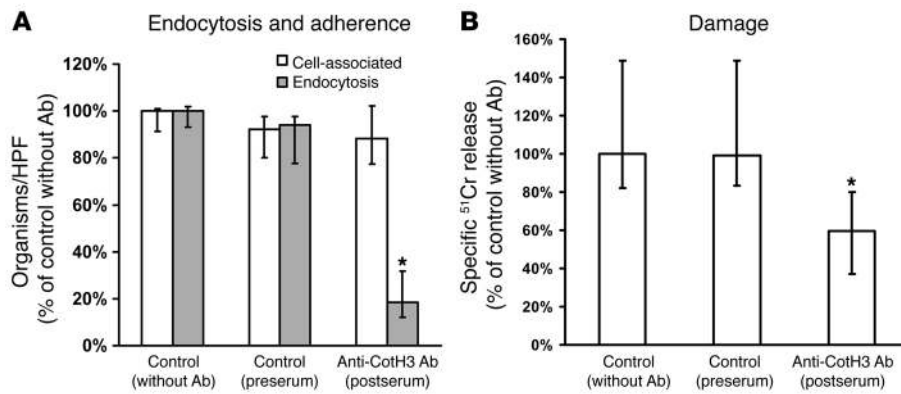 A
Endocytosis and adherence
Organisms/HPF
(% of control without Ab)
120%
100%
80%
60%
40%
20%
0%
Cell-associated
Endocytosis
*
Control
(without Ab)
Control
(preserum)
Anti-CotH3 Ab
(postserum)
B
Damage
Specific ⁵¹Cr release
(% of control without Ab)
160%
140%
120%
100%
80%
60%
40%
20%
0%
*
Control
(without Ab)
Control
(preserum)
Anti-CotH3 Ab
(postserum)